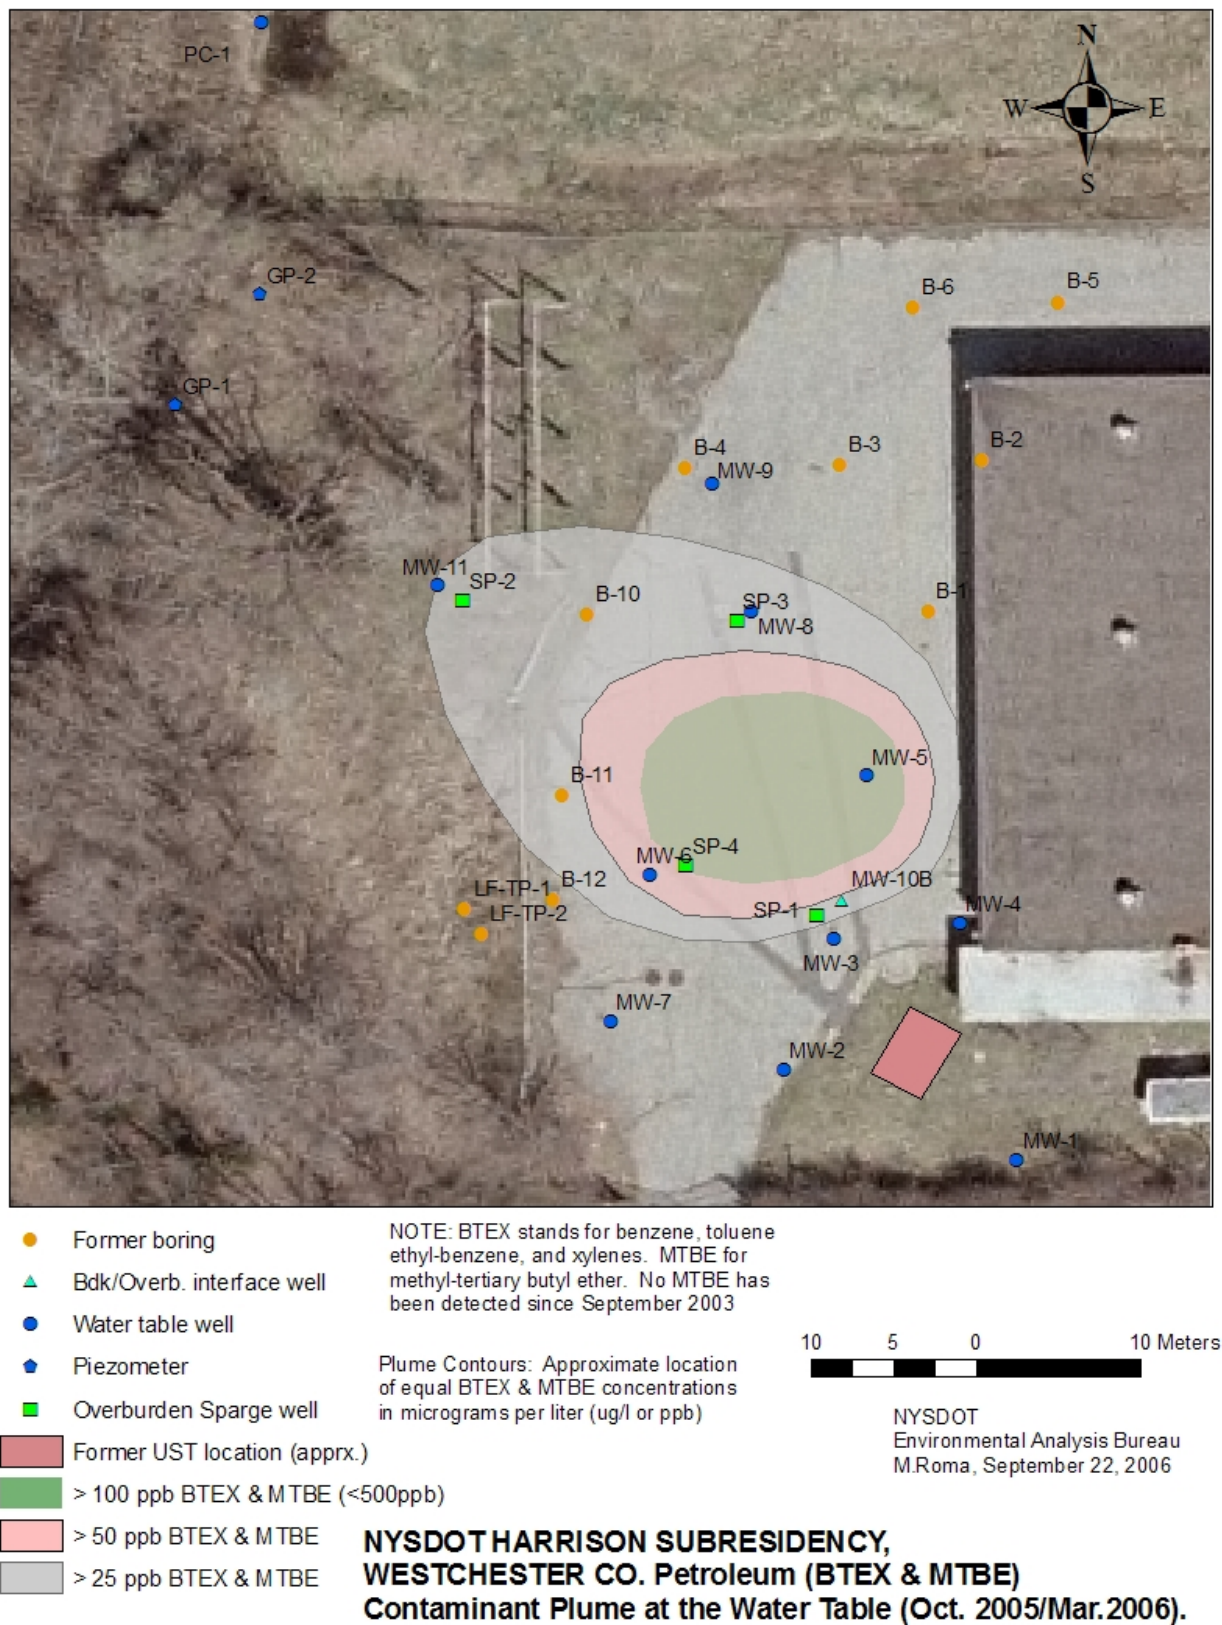 PC-1
N
W
E
S
GP-2
B-6
B-5
GP-1
B-4
B-3
B-2
MW-9
MW-11
SP-2
B-10
SP-3
B-1
MW-8
MW-5
B-11
MW-6
SP-4
LF-TP-1
B-12
MW-10B
LF-TP-2
SP-1
MW-4
MW-3
MW-7
MW-2
MW-1
Former boring
Bdk/Overb. interface well
Water table well
Piezometer
Overburden Sparge well
Former UST location (apprx.)
> 100 ppb BTEX & MTBE (<500ppb)
> 50 ppb BTEX & MTBE
> 25 ppb BTEX & MTBE
NOTE: BTEX stands for benzene, toluene
ethyl-benzene, and xylenes. MTBE for
methyl-tertiary butyl ether. No MTBE has
been detected since September 2003
Plume Contours: Approximate location
of equal BTEX & MTBE concentrations
in micrograms per liter (ug/l or ppb)
10 5 0 10 Meters
NYSDOT
Environmental Analysis Bureau
M.Roma, September 22, 2006
NYSDOT HARRISON SUBRESIDENCY,
WESTCHESTER CO. Petroleum (BTEX & MTBE)
Contaminant Plume at the Water Table (Oct. 2005/Mar.2006).